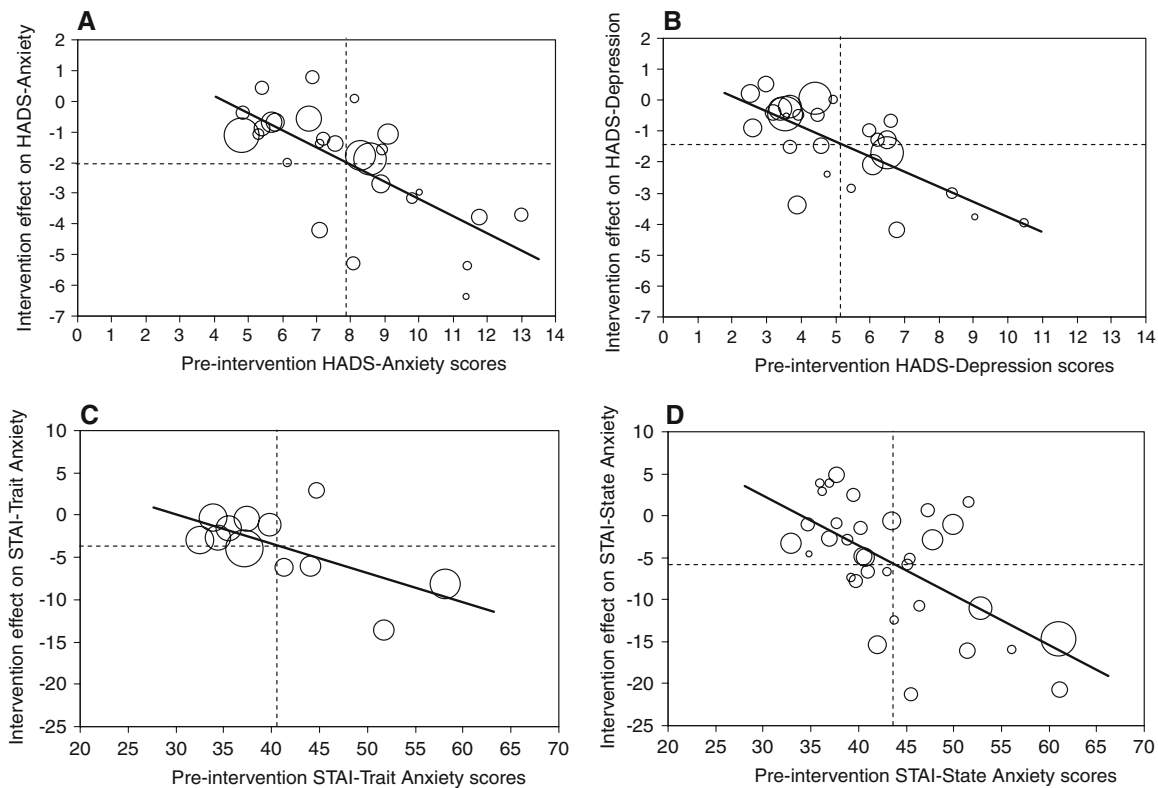 A
Intervention effect on HADS-Anxiety
2
1
0
-1
-2
-3
-4
-5
-6
-7
0 1 2 3 4 5 6 7 8 9 10 11 12 13 14
Pre-intervention HADS-Anxiety scores
B
Intervention effect on HADS-Depression
2
1
0
-1
-2
-3
-4
-5
-6
-7
0 1 2 3 4 5 6 7 8 9 10 11 12 13 14
Pre-intervention HADS-Depression scores
C
Intervention effect on STAI-Trait Anxiety
10
5
0
-5
-10
-15
-20
-25
20 25 30 35 40 45 50 55 60 65 70
Pre-intervention STAI-Trait Anxiety scores
D
Intervention effect on STAI-State Anxiety
10
5
0
-5
-10
-15
-20
-25
20 25 30 35 40 45 50 55 60 65 70
Pre-intervention STAI-State Anxiety scores